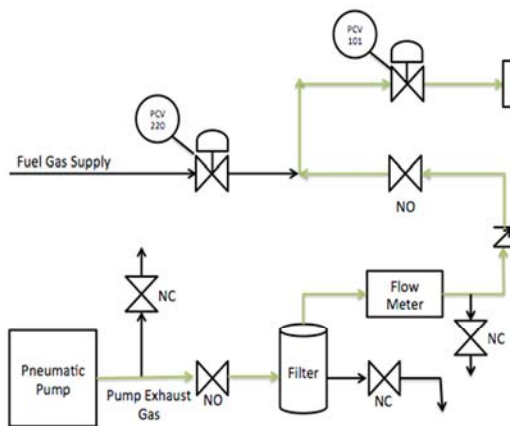 PCV
101
PCV
220
Fuel Gas Supply
NO
NC
Flow
Meter
NC
Pneumatic
Pump
Pump Exhaust
Gas
NO
Filter
NC